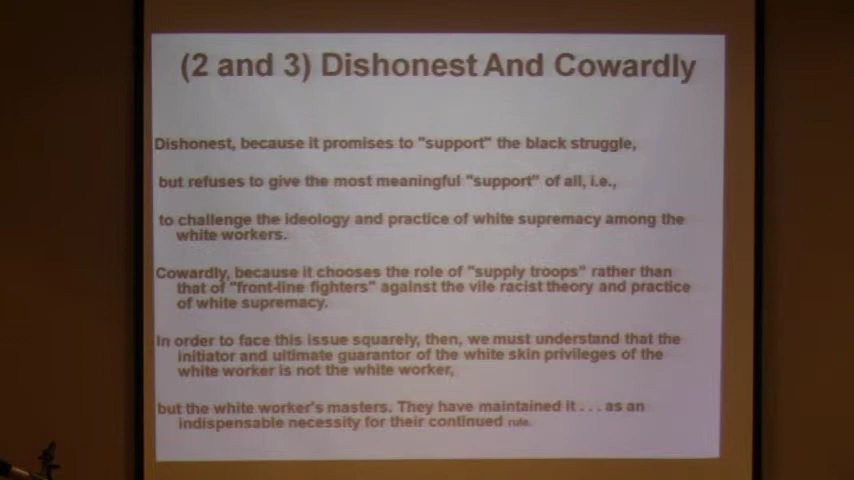 (2 and 3) Dishonest And Cowardly
Dishonest, because it promises to "support" the black struggle,
but refuses to give the most meaningful "support" of all, i.e.,
to challenge the ideology and practice of white supremacy among the
white workers.
Cowardly, because it chooses the role of "supply troops" rather than
that of "front-line fighters" against the vile racist theory and practice
of white supremacy.
In order to face this issue squarely, then, we must understand that the
initiator and ultimate guarantor of the white skin privileges of the
white worker is not the white worker,
but the white worker's masters. They have maintained it . . . as an
indispensable necessity for their continued rule.